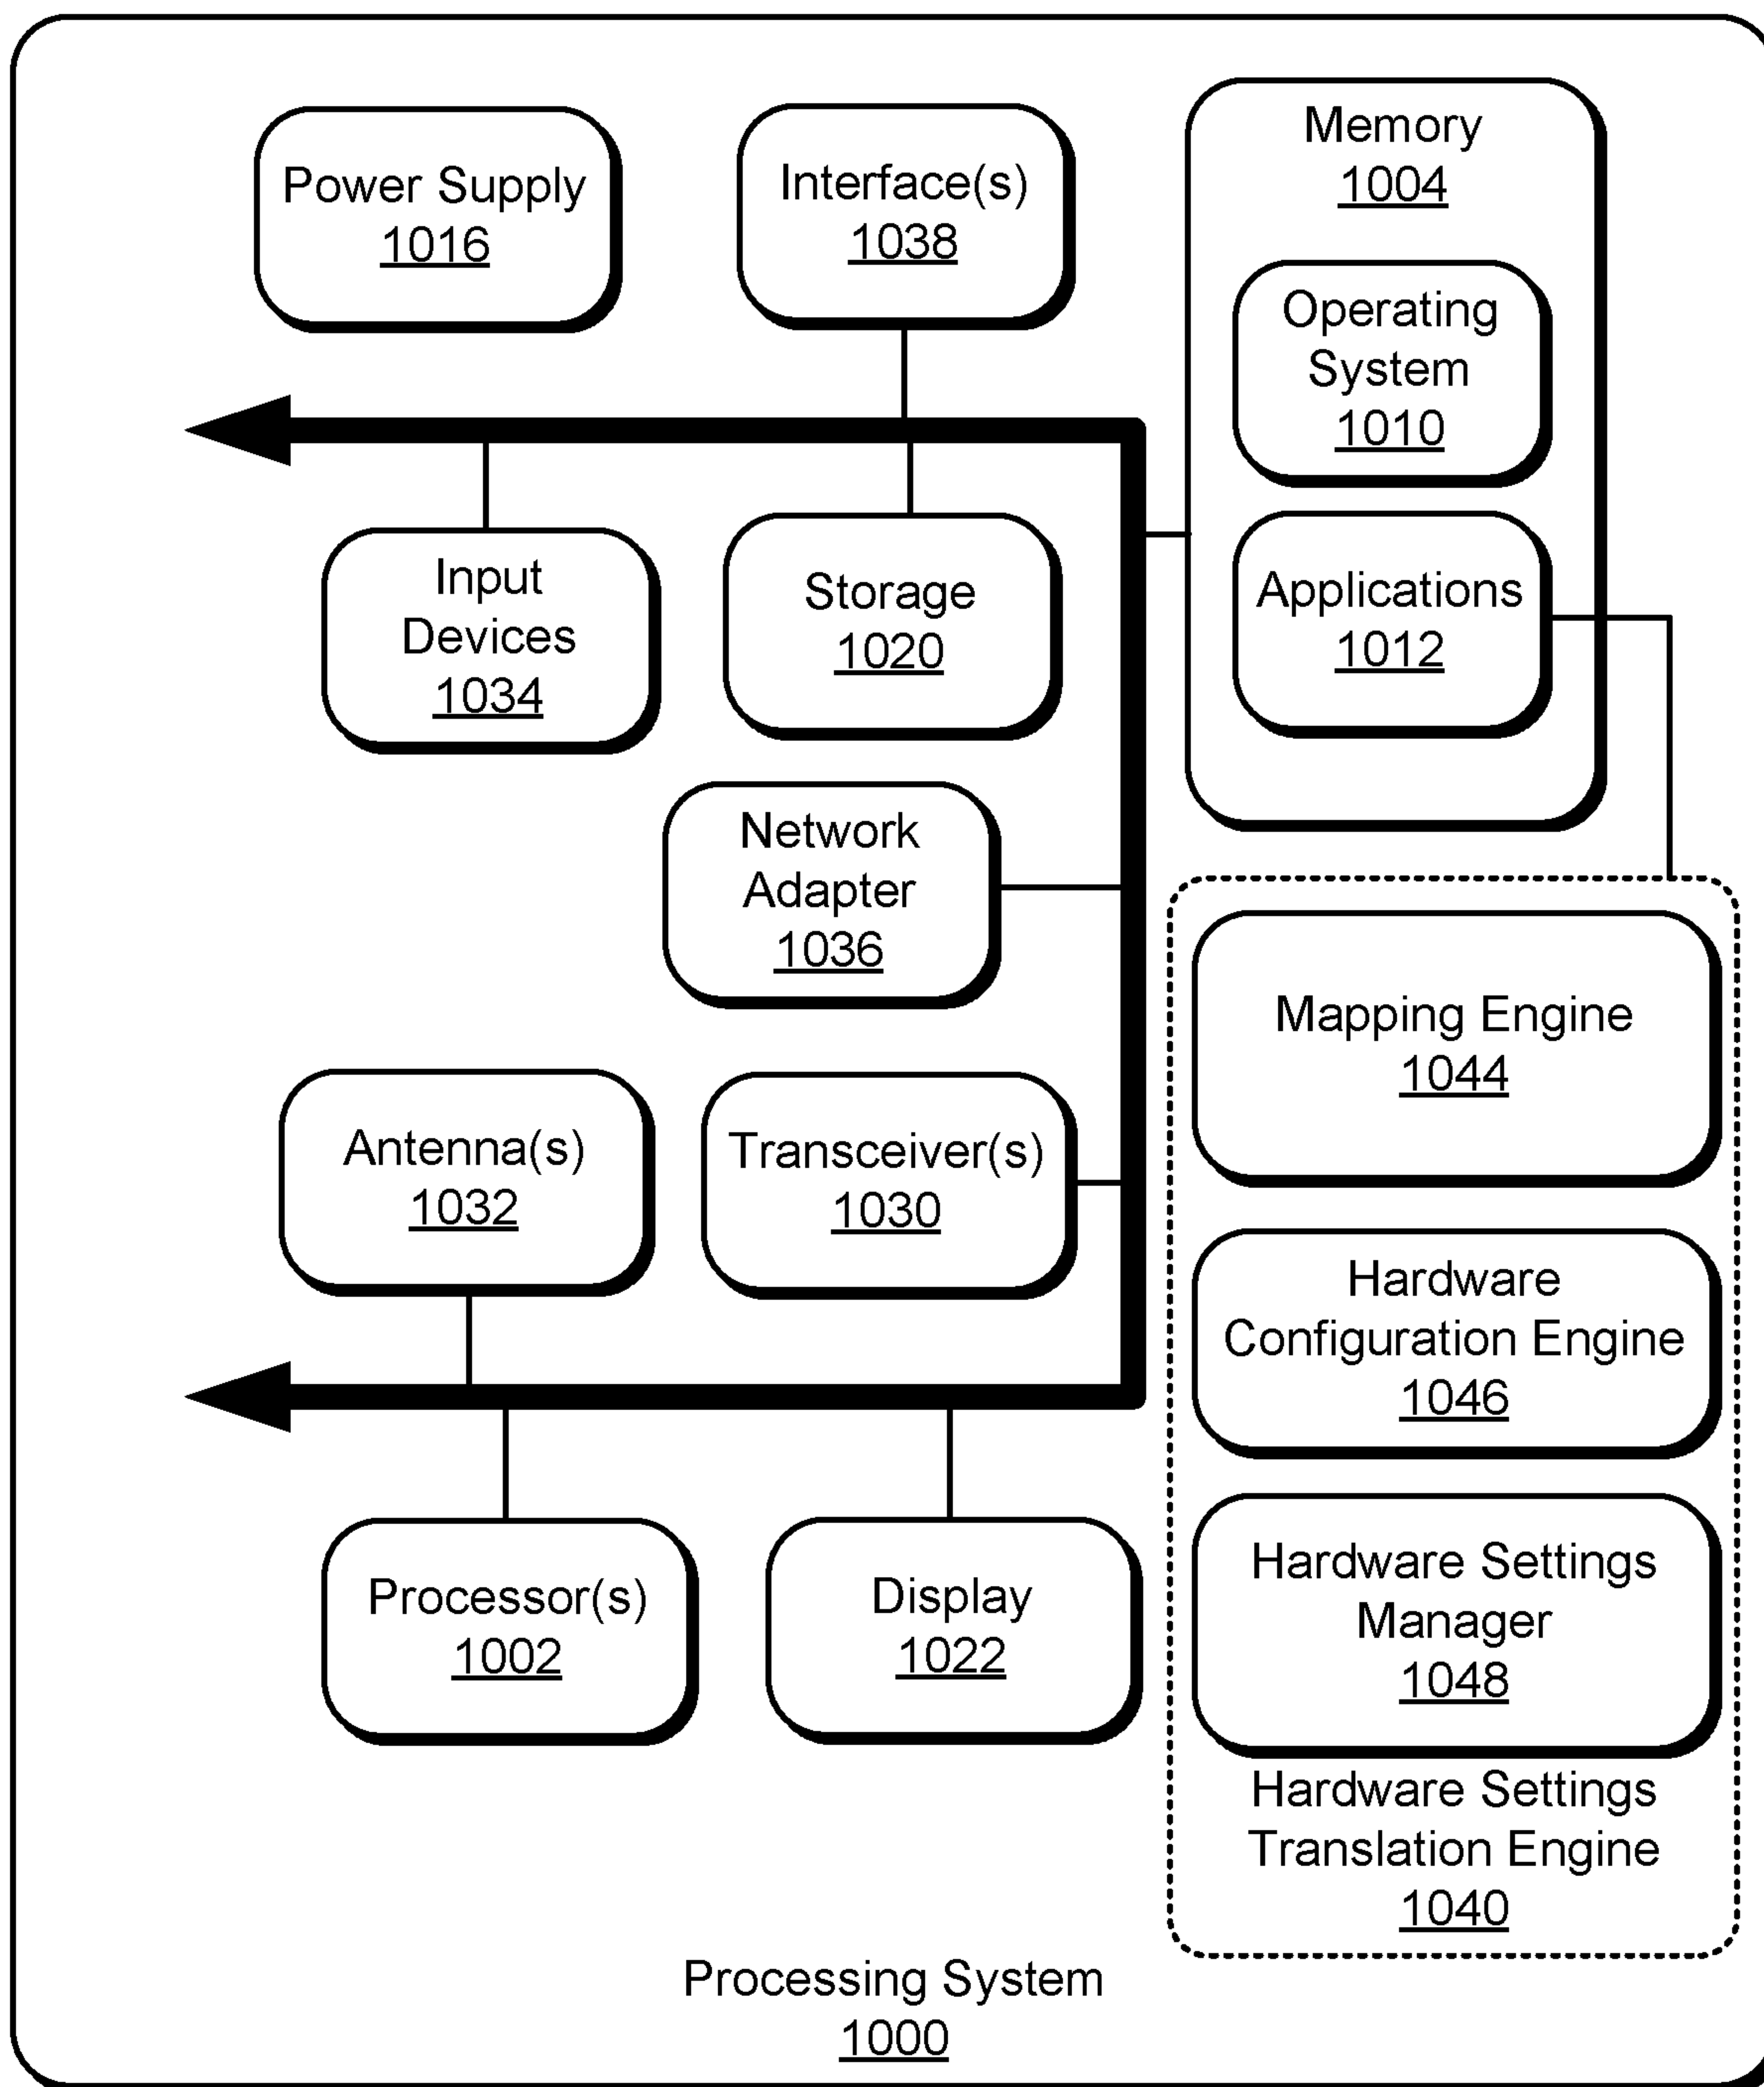 Power Supply
1016
Interface(s)
1038
Memory
1004
Operating
System
1010
Applications
1012
Input
Devices
1034
Storage
1020
Network
Adapter
1036
Antenna(s)
1032
Transceiver(s)
1030
Processor(s)
1002
Display
1022
Mapping Engine
1044
Hardware
Configuration Engine
1046
Hardware Settings
Manager
1048
Hardware Settings
Translation Engine
1040
Processing System
1000